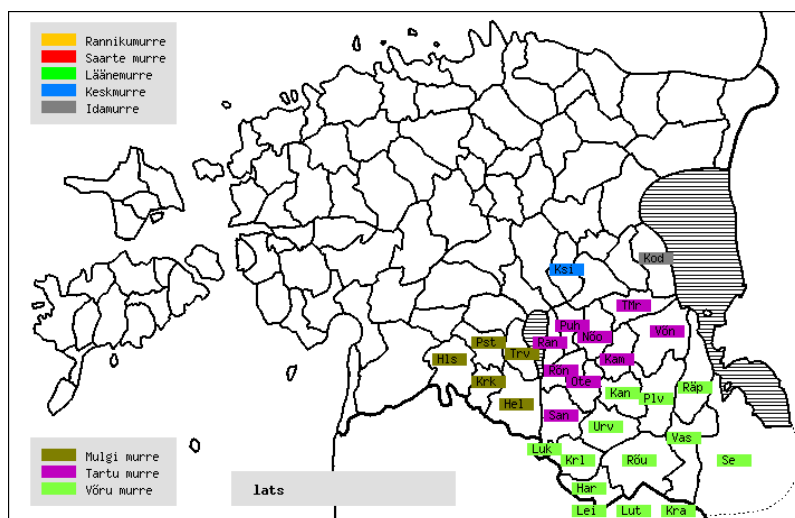 Rannikumurre
Saarte murre
Läänemurre
Keskmurre
Idamurre
Kod
Ksi
TMr
Puh
Nõo
Võn
Ran
Pst
Trv
Hls
Kam
Rõn
Krk
Ote
Kan
Plv
Räp
Hel
San
Urv
Vas
Luk
Krl
Rõu
Se
Har
Lei
Lut
Kra
Mulgi murre
Tartu murre
Võru murre
lats